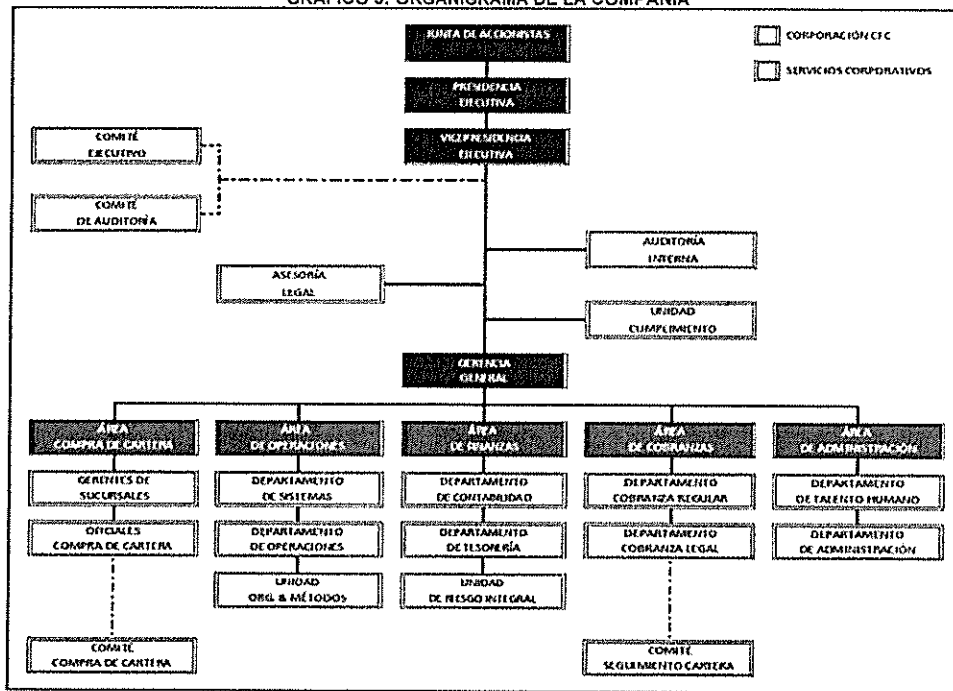 GRÁFICO 3: ORGANIGRAMA DE LA COMPAÑÍA
JUNTA DE ACCIONISTAS
CORPORACIÓN CFC
SERVICIOS CORPORATIVOS
PRESIDENCIA
EJECUTIVA
VICEPRESIDENCIA
EJECUTIVA
COMITÉ
EJECUTIVO
COMITÉ
DE AUDITORÍA
AUDITORÍA
INTERNA
ASESORÍA
LEGAL
UNIDAD
CUMPLIMIENTO
GERENCIA
GENERAL
ÁREA
COMPRA DE CARTERA
ÁREA
DE OPERACIONES
ÁREA
DE FINANZAS
ÁREA
DE COBRANZAS
ÁREA
DE ADMINISTRACIÓN
GERENTES DE
SUCURSALES
DEPARTAMENTO
DE SISTEMAS
DEPARTAMENTO
DE CONTABILIDAD
DEPARTAMENTO
COBRANZA REGULAR
DEPARTAMENTO
DE TALENTO HUMANO
OFICIALES
COMPRA DE CARTERA
DEPARTAMENTO
DE OPERACIONES
DEPARTAMENTO
DE TESORERÍA
DEPARTAMENTO
COBRANZA LEGAL
DEPARTAMENTO
DE ADMINISTRACIÓN
UNIDAD
ORG. & MÉTODOS
UNIDAD
DE RIESGO INTEGRAL
COMITÉ
COMPRA DE CARTERA
COMITÉ
SEGUIMIENTO CARTERA